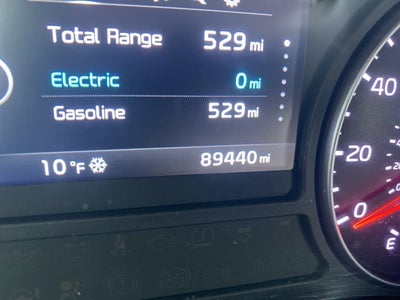 Total Range 529 mi
Electric 0 mi
Gasoline 529 mi
10 °F 89440 mi
40
20
0
E